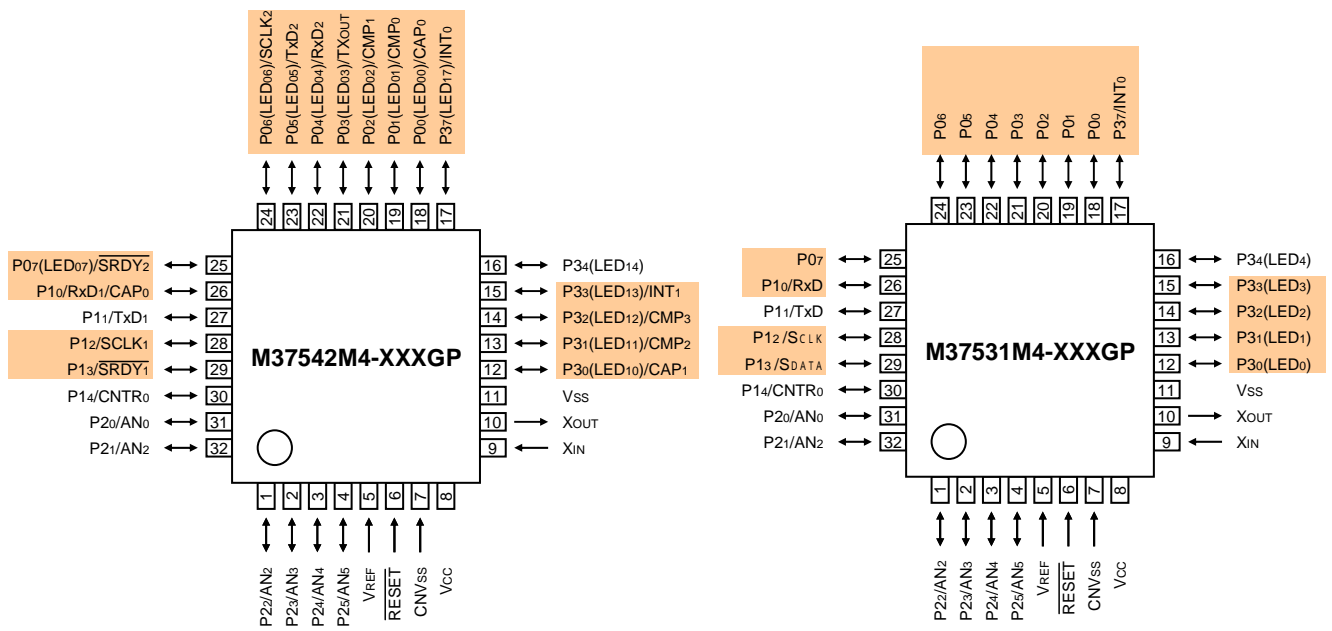 P06(LED06)/SCLK2
P05(LED05)/TxD2
P04(LED04)/RxD2
P03(LED03)/TXOUT
P02(LED02)/CMP1
P01(LED01)/CMP0
P00(LED00)/CAP0
P37(LED17)/INT0
24 23 22 21 20 19 18 17
P07(LED07)/SRDY2 25
P10/RxD1/CAP0 26
P11/TxD1 27
P12/SCLK1 28
P13/SRDY1 29
P14/CNTR0 30
P20/AN0 31
P21/AN2 32
M37542M4-XXXGP
16 P34(LED14)
15 P33(LED13)/INT1
14 P32(LED12)/CMP3
13 P31(LED11)/CMP2
12 P30(LED10)/CAP1
11 VSS
10 XOUT
9 XIN
1 2 3 4 5 6 7 8
P22/AN2
P23/AN3
P24/AN4
P25/AN5
VREF
RESET
CNVSS
VCC
P06
P05
P04
P03
P02
P01
P00
P37/INT0
24 23 22 21 20 19 18 17
P07 25
P10/RxD 26
P11/TxD 27
P12/SCLK 28
P13/SDATA 29
P14/CNTR0 30
P20/AN0 31
P21/AN2 32
M37531M4-XXXGP
16 P34(LED4)
15 P33(LED3)
14 P32(LED2)
13 P31(LED1)
12 P30(LED0)
11 VSS
10 XOUT
9 XIN
1 2 3 4 5 6 7 8
P22/AN2
P23/AN3
P24/AN4
P25/AN5
VREF
RESET
CNVSS
VCC